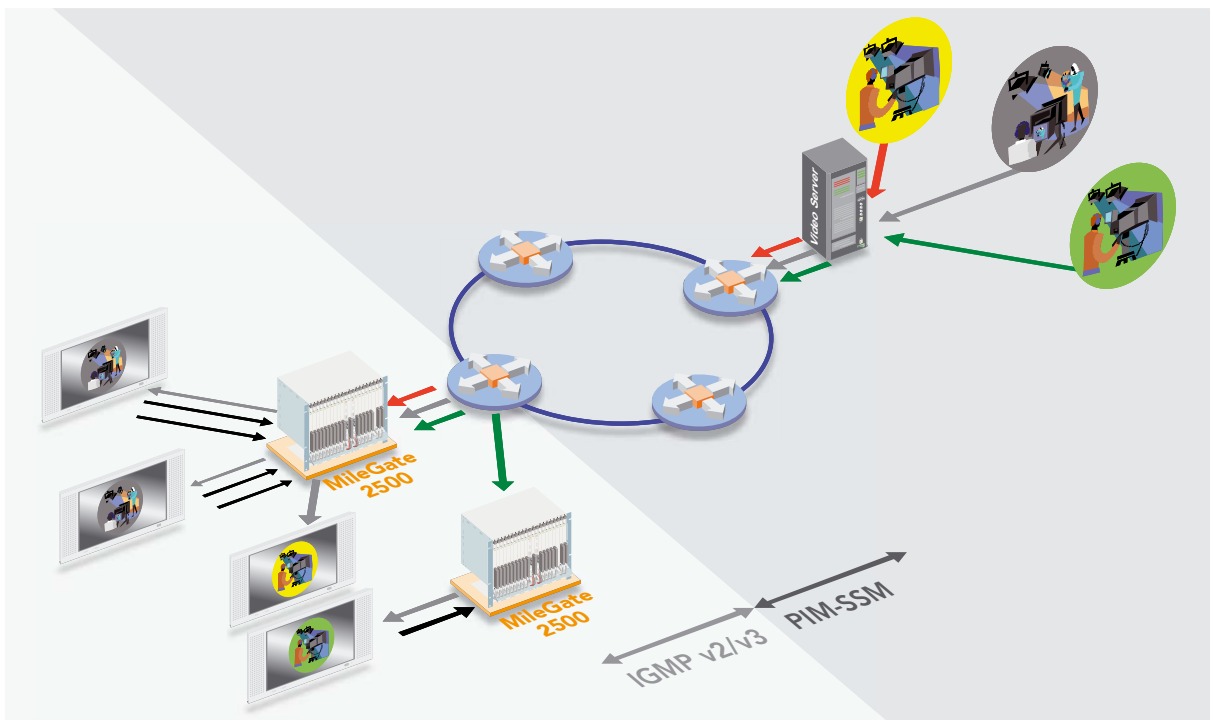 Video Server
MileGate
2500
MileGate
2500
IGMP v2/v3
PIM-SSM